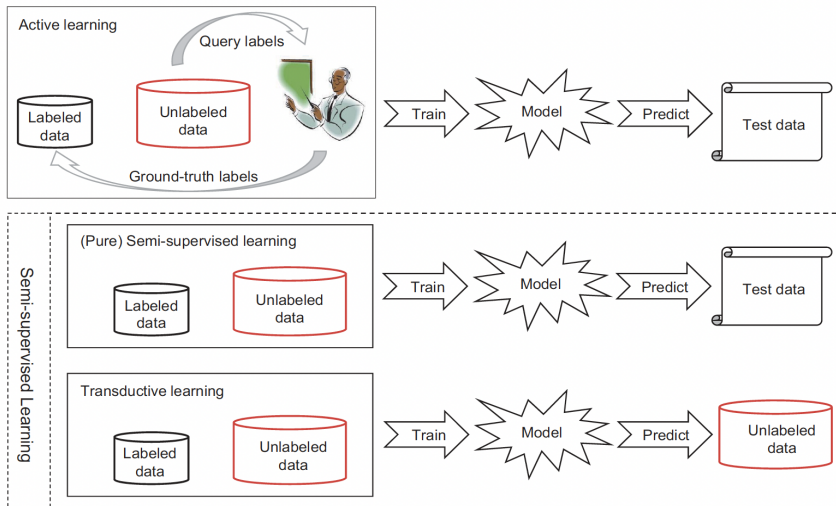 Active learning
Query labels
Labeled
data
Unlabeled
data
Ground-truth labels
Train
Model
Predict
Test data
Semi-supervised Learning
(Pure) Semi-supervised learning
Labeled
data
Unlabeled
data
Train
Model
Predict
Test data
Transductive learning
Labeled
data
Unlabeled
data
Train
Model
Predict
Unlabeled
data